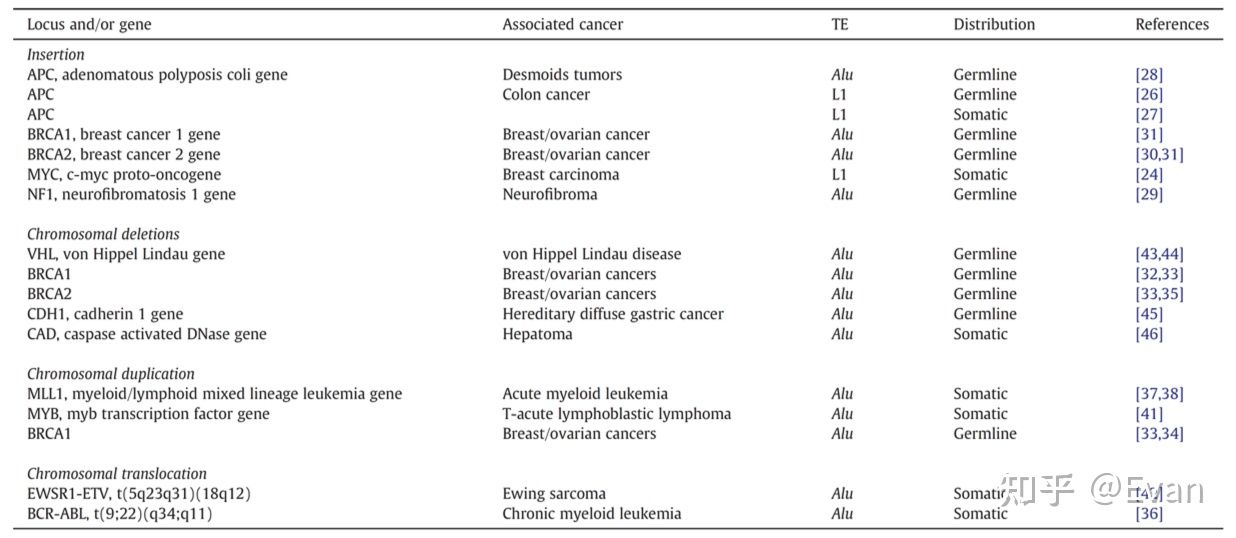 Locus and/or gene Associated cancer TE Distribution References
Insertion
APC, adenomatous polyposis coli gene Desmoids tumors Alu Germline [28]
APC Colon cancer L1 Germline [26]
APC L1 Somatic [27]
BRCA1, breast cancer 1 gene Breast/ovarian cancer Alu Germline [31]
BRCA2, breast cancer 2 gene Breast/ovarian cancer Alu Germline [30,31]
MYC, c-myc proto-oncogene Breast carcinoma L1 Somatic [24]
NF1, neurofibromatosis 1 gene Neurofibroma Alu Germline [29]
Chromosomal deletions
VHL, von Hippel Lindau gene von Hippel Lindau disease Alu Germline [43,44]
BRCA1 Breast/ovarian cancers Alu Germline [32,33]
BRCA2 Breast/ovarian cancers Alu Germline [33,35]
CDH1, cadherin 1 gene Hereditary diffuse gastric cancer Alu Germline [45]
CAD, caspase activated DNase gene Hepatoma Alu Somatic [46]
Chromosomal duplication
MLL1, myeloid/lymphoid mixed lineage leukemia gene Acute myeloid leukemia Alu Somatic [37,38]
MYB, myb transcription factor gene T-acute lymphoblastic lymphoma Alu Somatic [41]
BRCA1 Breast/ovarian cancers Alu Germline [33,34]
Chromosomal translocation
EWSR1-ETV, t(5q23q31)(18q12) Ewing sarcoma Alu Somatic
BCR-ABL, t(9;22)(q34;q11) Chronic myeloid leukemia Alu Somatic [36]
知乎 @Evan